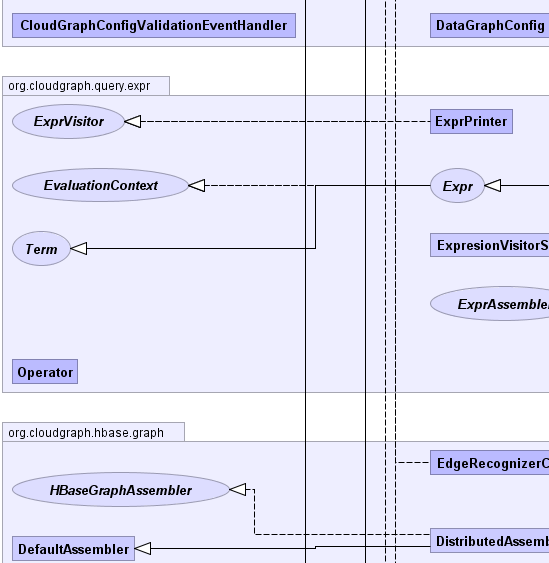 CloudGraphConfigValidationEventHandler
DataGraphConfig
org.cloudgraph.query.expr
ExprVisitor
ExprPrinter
EvaluationContext
Expr
Term
ExpresionVisitorS
ExprAssemble
Operator
org.cloudgraph.hbase.graph
EdgeRecognizerC
HBaseGraphAssembler
DistributedAssemb
DefaultAssembler